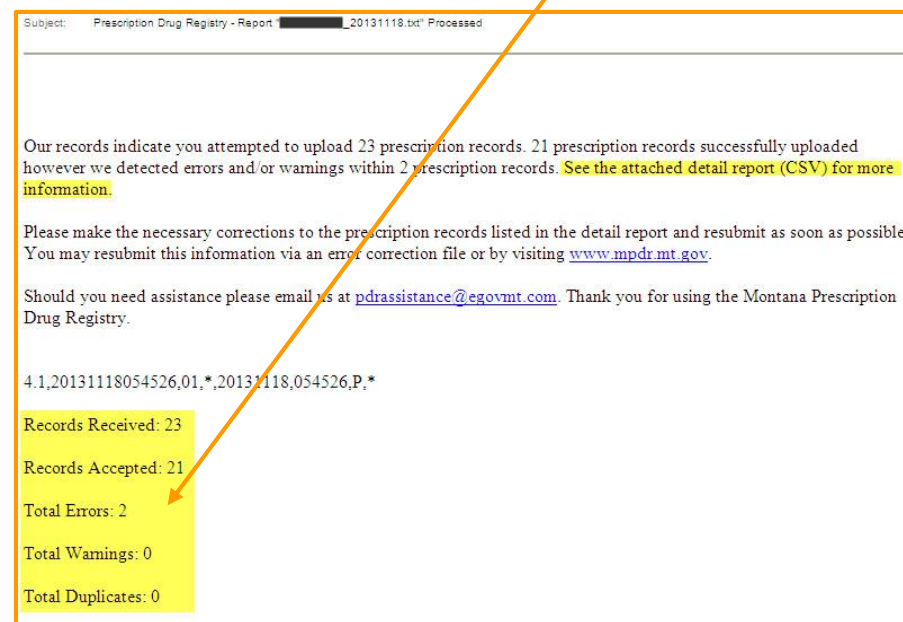 Subject: Prescription Drug Registry - Report "_20131118.txt" Processed
Our records indicate you attempted to upload 23 prescription records. 21 prescription records successfully uploaded
however we detected errors and/or warnings within 2 prescription records. See the attached detail report (CSV) for more
information.
Please make the necessary corrections to the prescription records listed in the detail report and resubmit as soon as possible
You may resubmit this information via an error correction file or by visiting www.mpdr.mt.gov.
Should you need assistance please email us at pdrassistance@egovmt.com. Thank you for using the Montana Prescription
Drug Registry.
4.1,20131118054526,01,*,20131118,054526,P,*
Records Received: 23
Records Accepted: 21
Total Errors: 2
Total Warnings: 0
Total Duplicates: 0